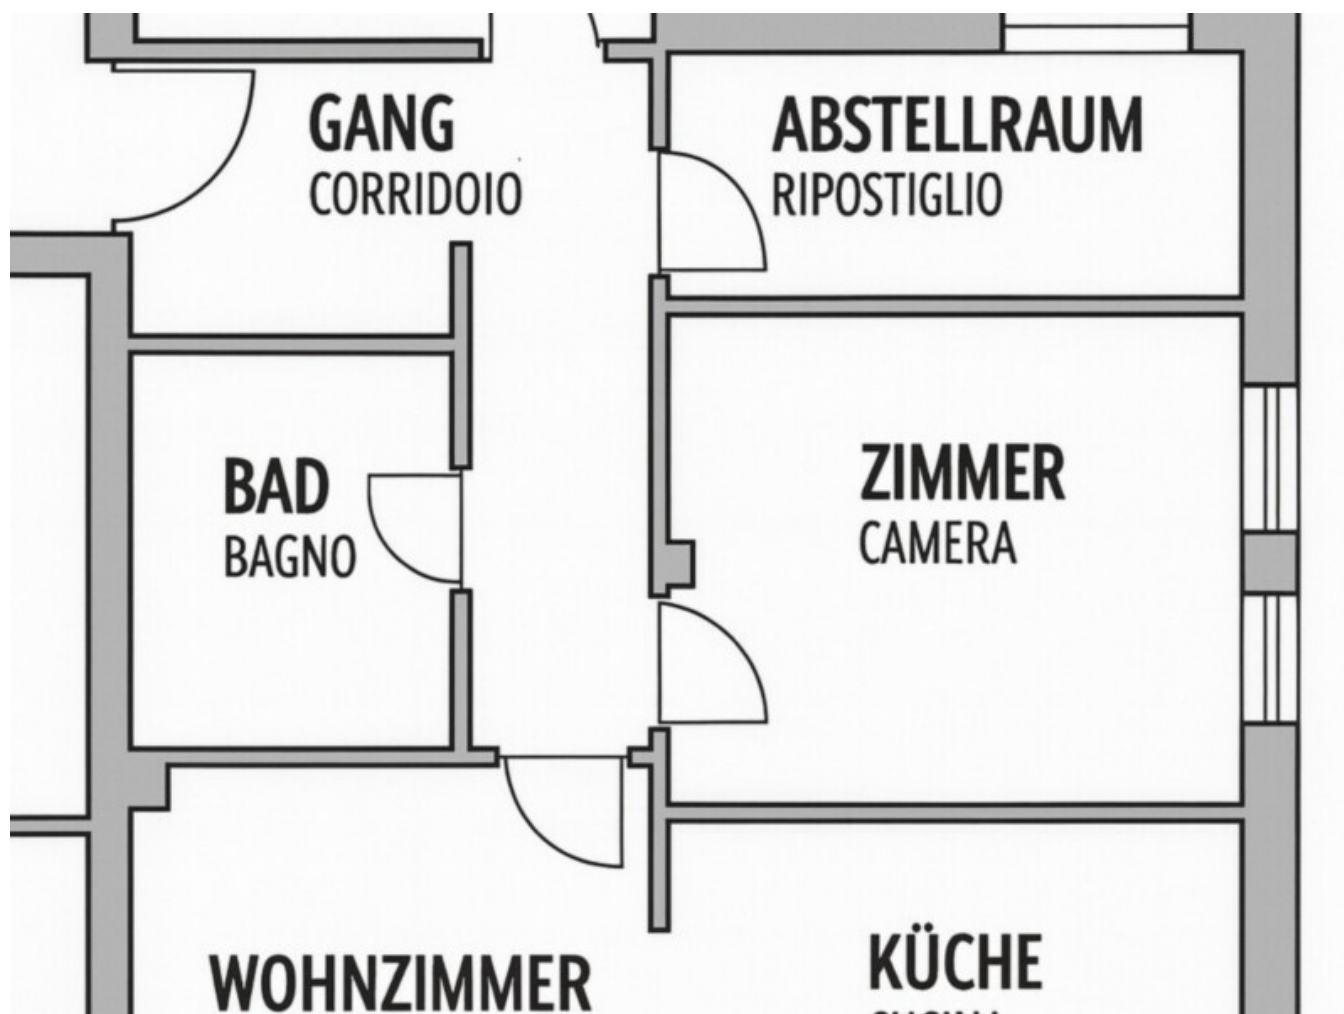 GANG
CORRIDOIO
ABSTELLRAUM
RIPOSTIGLIO
BAD
BAGNO
ZIMMER
CAMERA
WOHNZIMMER
KÜCHE